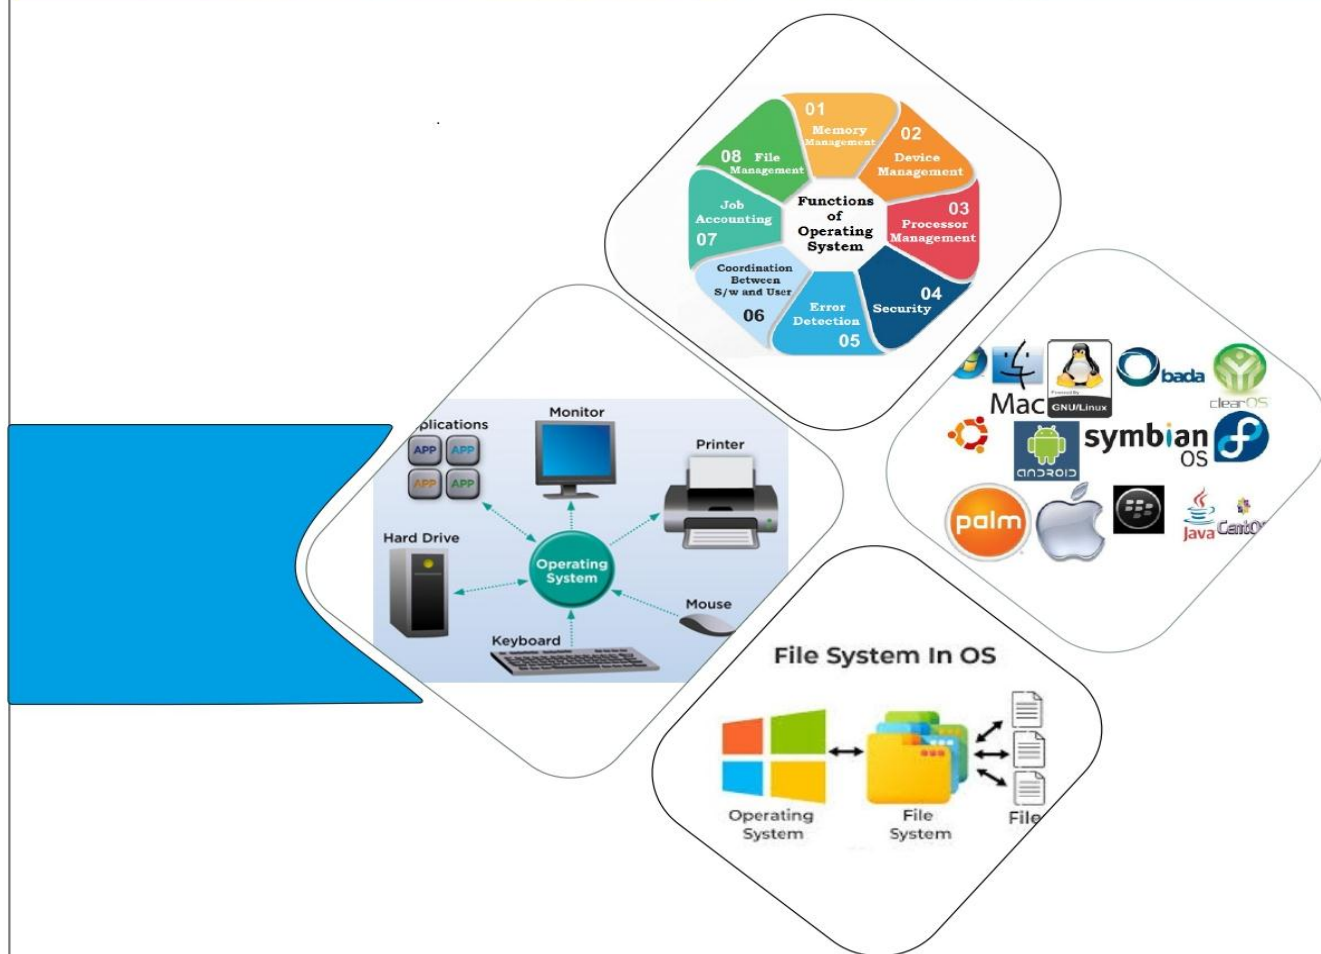 01
Memory
Management
02
Device
Management
03
Processor
Management
04
Security
Error
Detection
05
Coordination
Between
S/w and User
06
Job
Accounting
07
08 File
Management
Functions
of
Operating
System
plications
APP APP
APP APP
Monitor
Printer
Hard Drive
Operating
System
Mouse
Keyboard
Mac
Powered By
GNU/Linux
bada
clearOS
ANDROID
symbian
OS
palm
Java
CentO
File System In OS
Operating
System
File
System
File